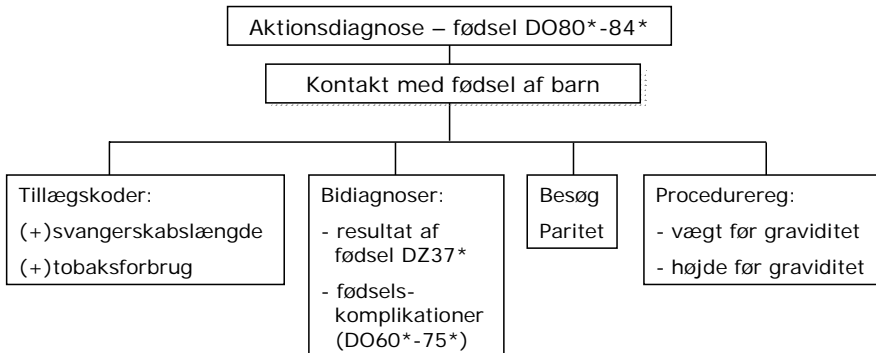 Aktionsdiagnose – fødsel DO80*-84*
Kontakt med fødsel af barn
Tillægskoder:
(+)svangerskabslængde
(+)tobaksforbrug
Bidiagnoser:
- resultat af
fødsel DZ37*
- fødsels-
komplikationer
(DO60*-75*)
Besøg
Paritet
Procedurereg:
- vægt før graviditet
- højde før graviditet